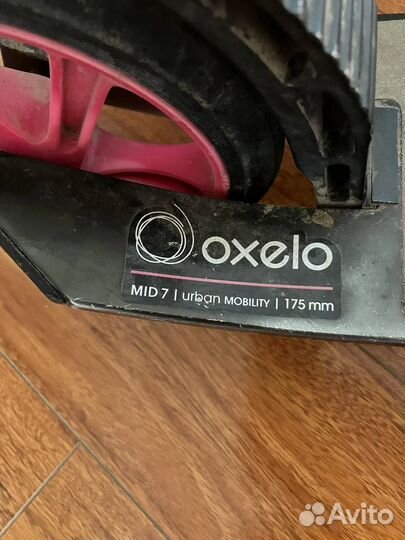 oxelo
MID 7 | urban MOBILITY | 175 mm
Avito